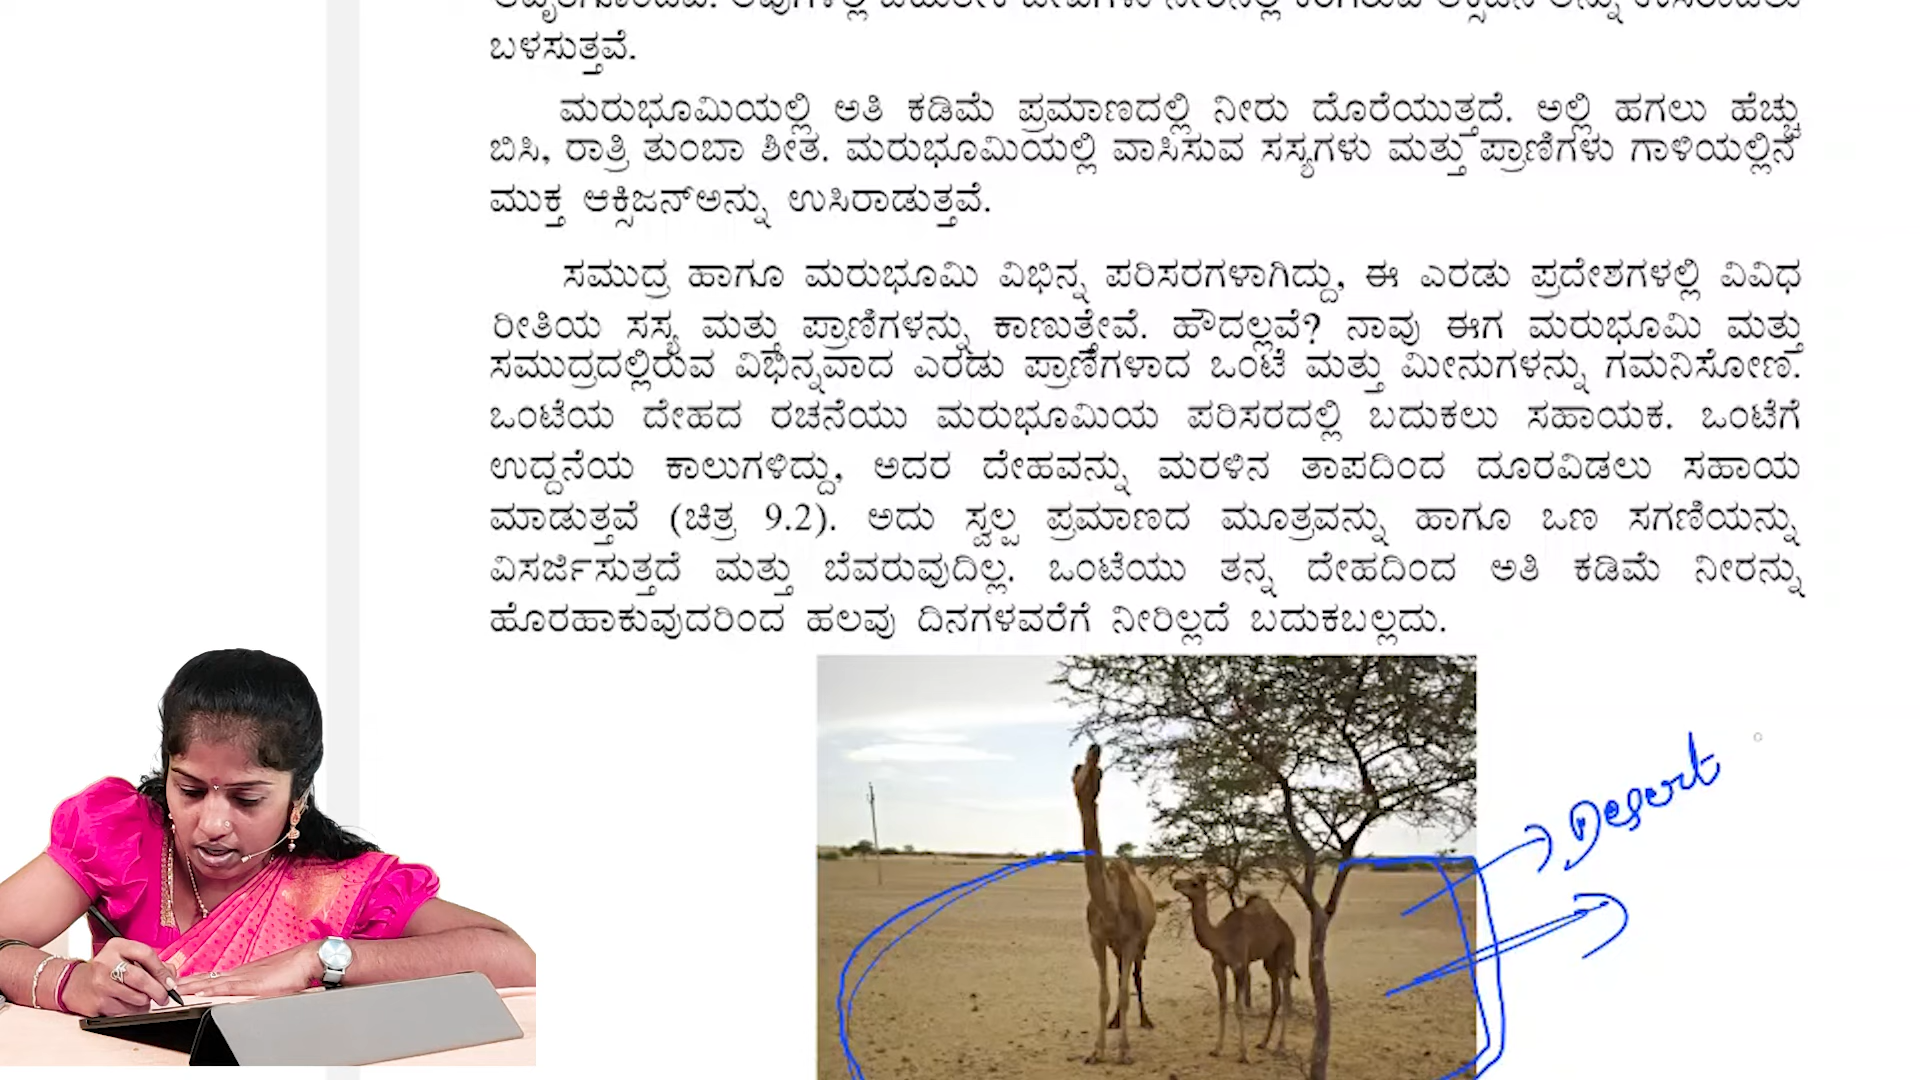 ಬಳಸುತ್ತವೆ.
ಮರುಭೂಮಿಯಲ್ಲಿ ಅತಿ ಕಡಿಮೆ ಪ್ರಮಾಣದಲ್ಲಿ ನೀರು ದೊರೆಯುತ್ತದೆ. ಅಲ್ಲಿ ಹಗಲು ಹೆಚ್ಚು
ಬಿಸಿ, ರಾತ್ರಿ ತುಂಬಾ ಶೀತ. ಮರುಭೂಮಿಯಲ್ಲಿ ವಾಸಿಸುವ ಸಸ್ಯಗಳು ಮತ್ತು ಪ್ರಾಣಿಗಳು ಗಾಳಿಯಲ್ಲಿನ
ಮುಕ್ತ ಆಕ್ಸಿಜನ್‌ಅನ್ನು ಉಸಿರಾಡುತ್ತವೆ.
ಸಮುದ್ರ ಹಾಗೂ ಮರುಭೂಮಿ ವಿಭಿನ್ನ ಪರಿಸರಗಳಾಗಿದ್ದು, ಈ ಎರಡು ಪ್ರದೇಶಗಳಲ್ಲಿ ವಿವಿಧ
ರೀತಿಯ ಸಸ್ಯ ಮತ್ತು ಪ್ರಾಣಿಗಳನ್ನು ಕಾಣುತ್ತೇವೆ. ಹೌದಲ್ಲವೆ? ನಾವು ಈಗ ಮರುಭೂಮಿ ಮತ್ತು
ಸಮುದ್ರದಲ್ಲಿರುವ ವಿಭಿನ್ನವಾದ ಎರಡು ಪ್ರಾಣಿಗಳಾದ ಒಂಟೆ ಮತ್ತು ಮೀನುಗಳನ್ನು ಗಮನಿಸೋಣ.
ಒಂಟೆಯ ದೇಹದ ರಚನೆಯು ಮರುಭೂಮಿಯ ಪರಿಸರದಲ್ಲಿ ಬದುಕಲು ಸಹಾಯಕ. ಒಂಟೆಗೆ
ಉದ್ದನೆಯ ಕಾಲುಗಳಿದ್ದು, ಅದರ ದೇಹವನ್ನು ಮರಳಿನ ತಾಪದಿಂದ ದೂರವಿಡಲು ಸಹಾಯ
ಮಾಡುತ್ತವೆ (ಚಿತ್ರ 9.2). ಅದು ಸ್ವಲ್ಪ ಪ್ರಮಾಣದ ಮೂತ್ರವನ್ನು ಹಾಗೂ ಒಣ ಸಗಣಿಯನ್ನು
ವಿಸರ್ಜಿಸುತ್ತದೆ ಮತ್ತು ಬೆವರುವುದಿಲ್ಲ. ಒಂಟೆಯು ತನ್ನ ದೇಹದಿಂದ ಅತಿ ಕಡಿಮೆ ನೀರನ್ನು
ಹೊರಹಾಕುವುದರಿಂದ ಹಲವು ದಿನಗಳವರೆಗೆ ನೀರಿಲ್ಲದೆ ಬದುಕಬಲ್ಲದು.
Desert